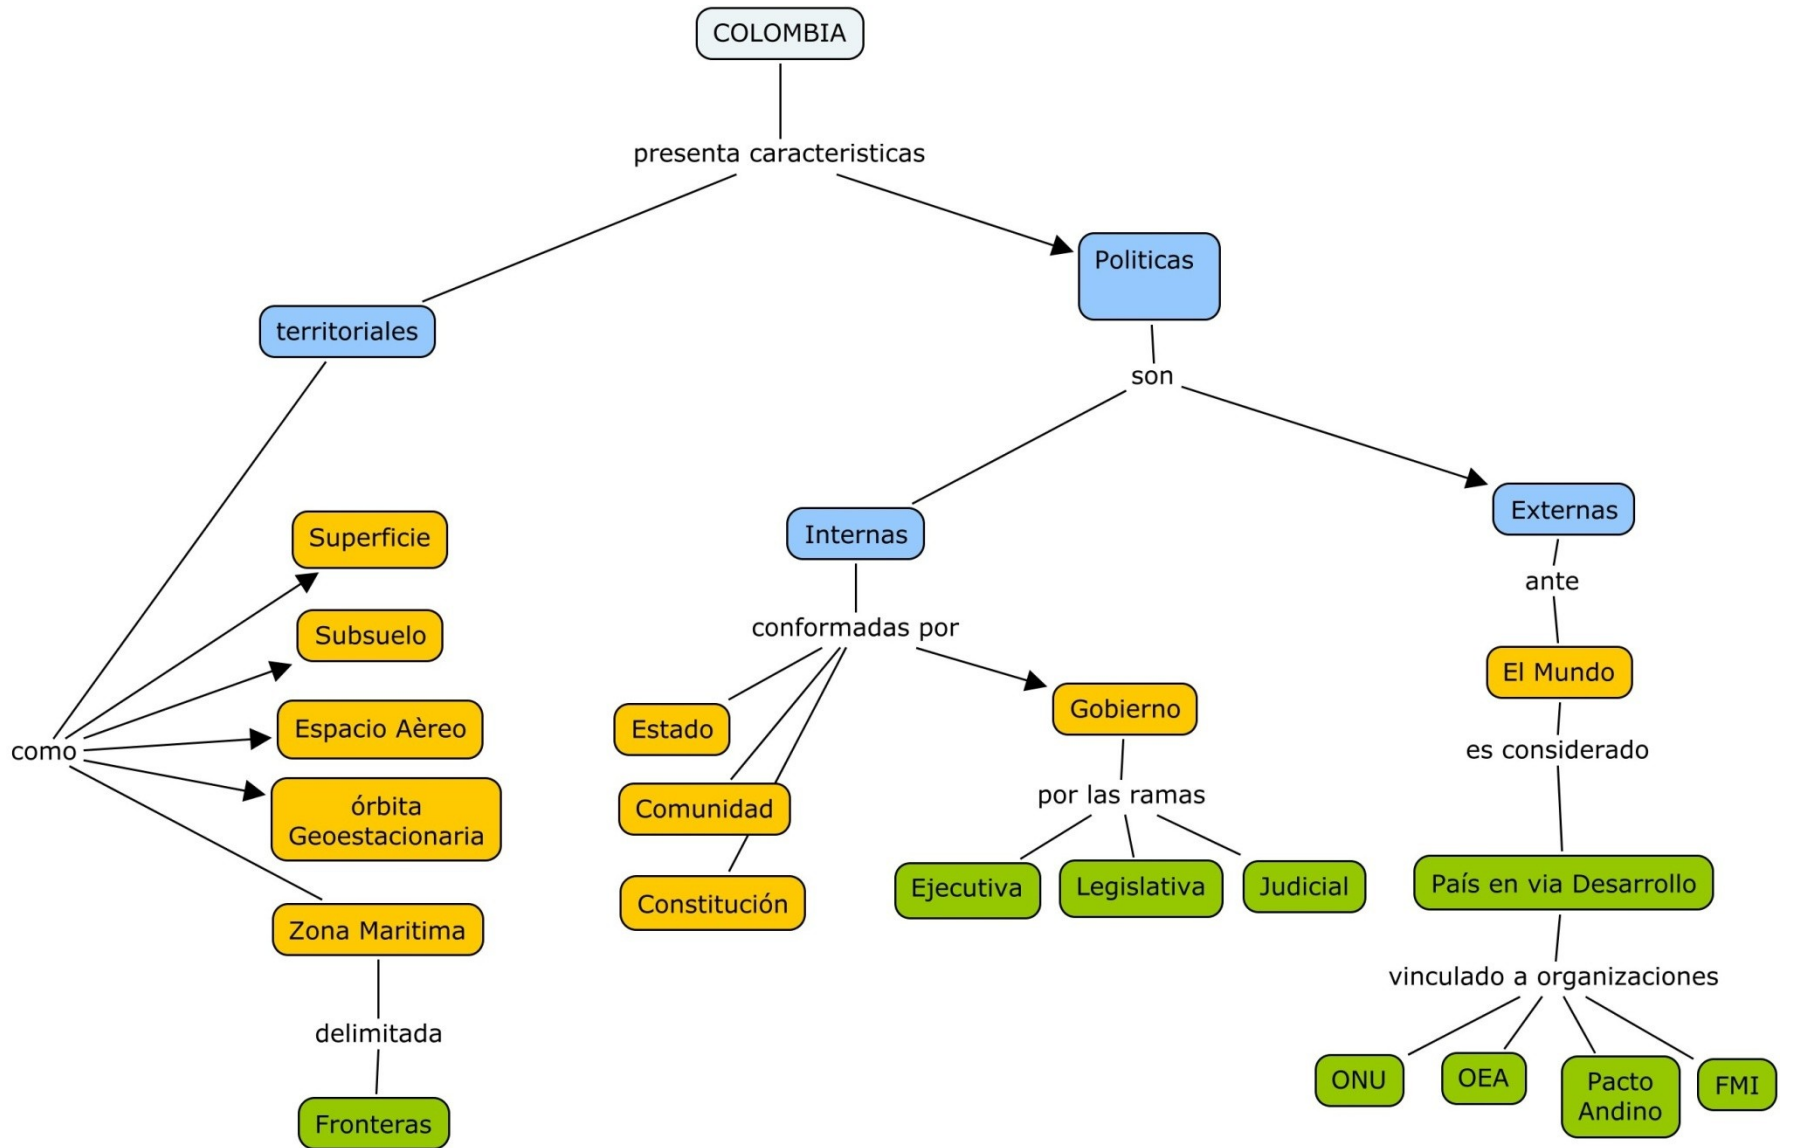 COLOMBIA
presenta caracteristicas
territoriales
Politicas
son
como
Superficie
Subsuelo
Espacio Aèreo
órbita
Geoestacionaria
Zona Maritima
delimitada
Fronteras
Internas
conformadas por
Estado
Comunidad
Constitución
Gobierno
por las ramas
Ejecutiva
Legislativa
Judicial
Externas
ante
El Mundo
es considerado
País en via Desarrollo
vinculado a organizaciones
ONU
OEA
Pacto
Andino
FMI